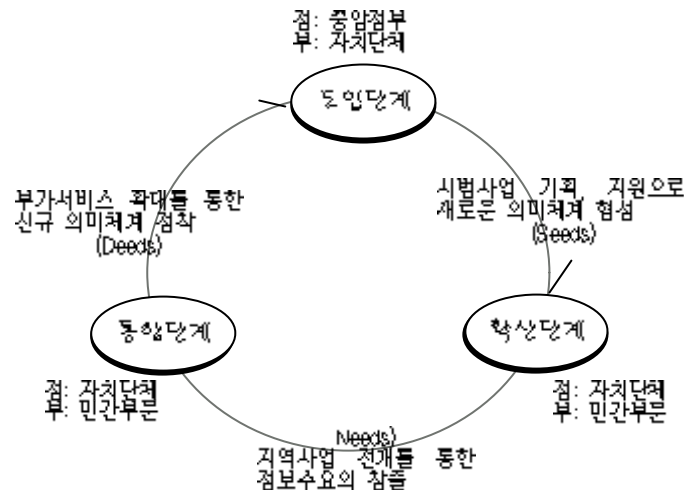 정: 중앙정부
부: 자치단체
도입단계
부가서비스 확대를 통한
신규 의미체계 정착
(Deeds)
시범사업 기획, 지원으로
새로운 의미체계 형성
(Seeds)
통합단계
확산단계
정: 자치단체
부: 민간부문
정: 자치단체
부: 민간부문
Needs)
지역사업 전개를 통한
정보수요의 창출